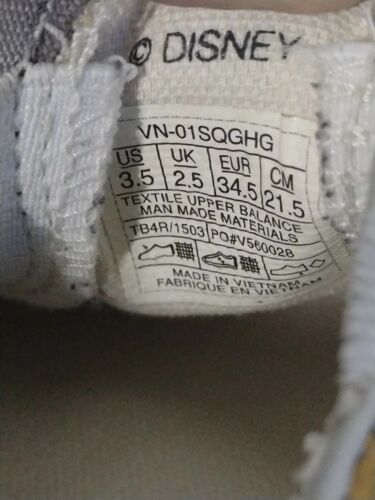 © DISNEY
VN-01SQGHG
US UK EUR CM
3.5 2.5 34.5 21.5
TEXTILE UPPER BALANCE
MAN MADE MATERIALS
TB4R/1503 PO#V560028
MADE IN VIETNAM
FABRIQUE EN VIETNAM